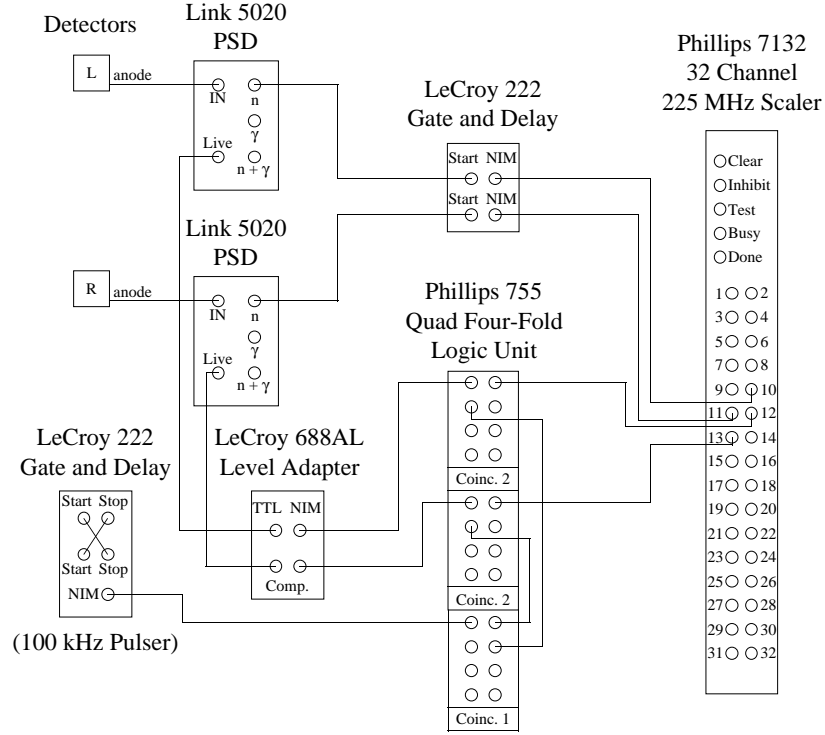 Detectors
L
anode
R
anode
Link 5020
PSD
IN
n
γ
Live
n + γ
Link 5020
PSD
IN
n
γ
Live
n + γ
LeCroy 222
Gate and Delay
Start NIM
Start NIM
Phillips 755
Quad Four-Fold
Logic Unit
Coinc. 2
Coinc. 2
Coinc. 1
LeCroy 222
Gate and Delay
Start Stop
Start Stop
NIM
(100 kHz Pulser)
LeCroy 688AL
Level Adapter
TTL NIM
Comp.
Phillips 7132
32 Channel
225 MHz Scaler
Clear
Inhibit
Test
Busy
Done
1 2
3 4
5 6
7 8
9 10
11 12
13 14
15 16
17 18
19 20
21 22
23 24
25 26
27 28
29 30
31 32